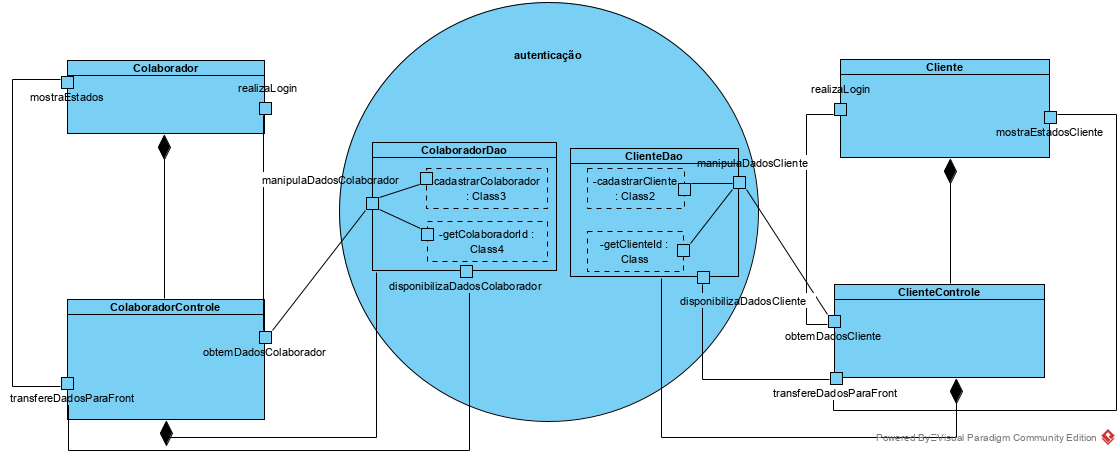 autenticação
Colaborador
mostraEstados
realizaLogin
Cliente
realizaLogin
mostraEstadosCliente
ColaboradorDao
manipulaDadosColaborador
cadastrarColaborador
: Class3
-getColaboradorId :
Class4
disponibilizaDadosColaborador
ClienteDao
manipulaDadosCliente
-cadastrarCliente
: Class2
-getClienteId :
Class
disponibilizaDadosCliente
ColaboradorControle
obtemDadosColaborador
transfereDadosParaFront
ClienteControle
obtemDadosCliente
transfereDadosParaFront
Powered By Visual Paradigm Community Edition